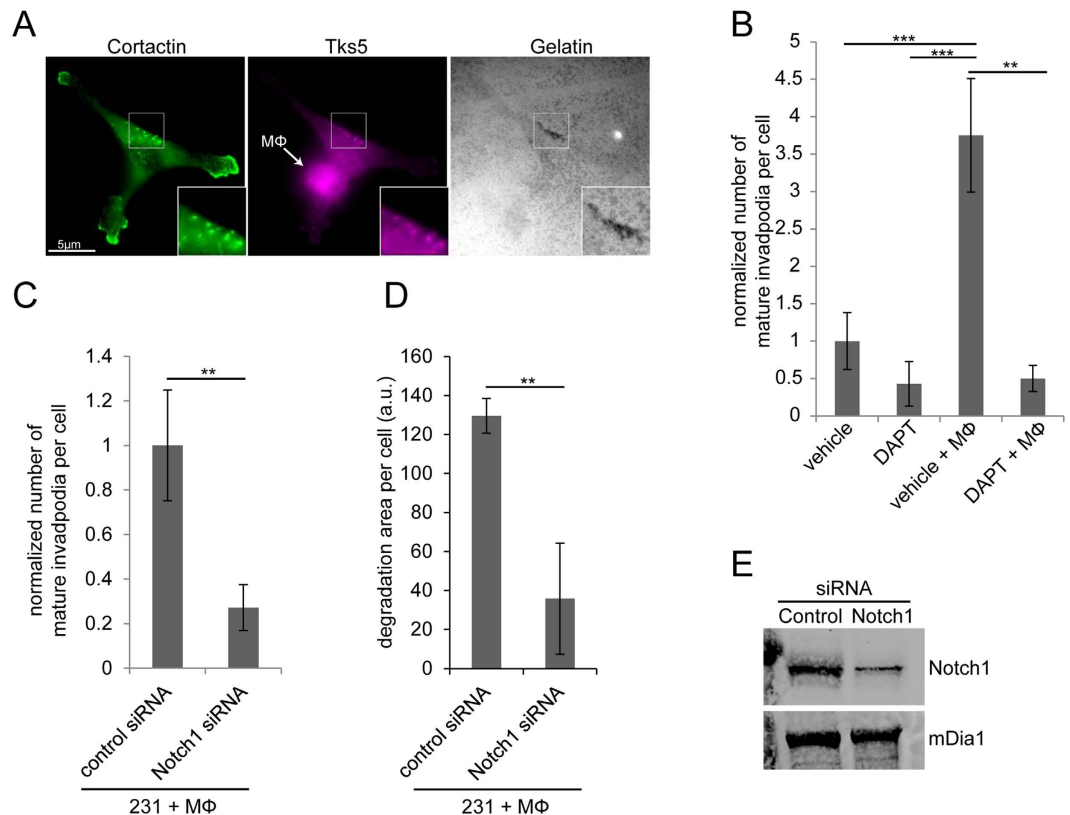 A
Cortactin
Tks5
Gelatin
MΦ
5µm
B
normalized number of
mature invadpodia per cell
5
4.5
4
3.5
3
2.5
2
1.5
1
0.5
0
***
***
**
vehicle
DAPT
vehicle + MΦ
DAPT + MΦ
C
normalized number of
mature invadpodia per cell
1.4
1.2
1
0.8
0.6
0.4
0.2
0
**
control siRNA
Notch1 siRNA
231 + MΦ
D
degradation area per cell (a.u.)
160
140
120
100
80
60
40
20
0
**
control siRNA
Notch1 siRNA
231 + MΦ
E
siRNA
Control Notch1
Notch1
mDia1